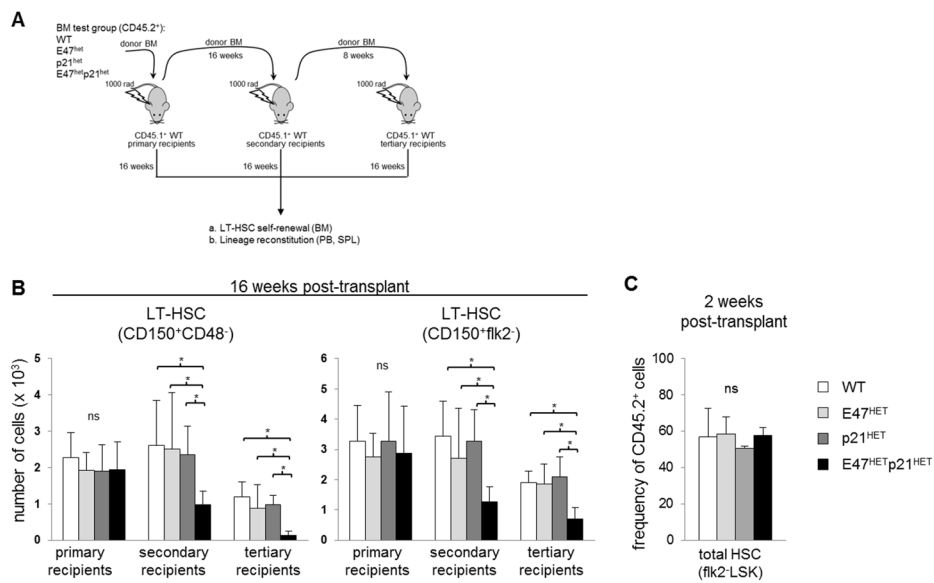 A
BM test group (CD45.2⁺):
WT
E47ʰᵉᵗ
p21ʰᵉᵗ
E47ʰᵉᵗp21ʰᵉᵗ
donor BM
donor BM
16 weeks
donor BM
8 weeks
1000 rad
1000 rad
1000 rad
CD45.1⁺ WT
primary recipients
CD45.1⁺ WT
secondary recipients
CD45.1⁺ WT
tertiary recipients
16 weeks
16 weeks
16 weeks
a. LT-HSC self-renewal (BM)
b. Lineage reconstitution (PB, SPL)
B
16 weeks post-transplant
LT-HSC
(CD150⁺CD48⁻)
number of cells (x 10³)
5
4
3
2
1
0
ns
*
*
*
*
*
*
primary
recipients
secondary
recipients
tertiary
recipients
LT-HSC
(CD150⁺flk2⁻)
6
5
4
3
2
1
0
ns
*
*
*
*
*
*
primary
recipients
secondary
recipients
tertiary
recipients
C
2 weeks
post-transplant
frequency of CD45.2⁺ cells
100
80
60
40
20
0
ns
total HSC
(flk2⁻LSK)
WT
E47ᴴᴱᵀ
p21ᴴᴱᵀ
E47ᴴᴱᵀp21ᴴᴱᵀ